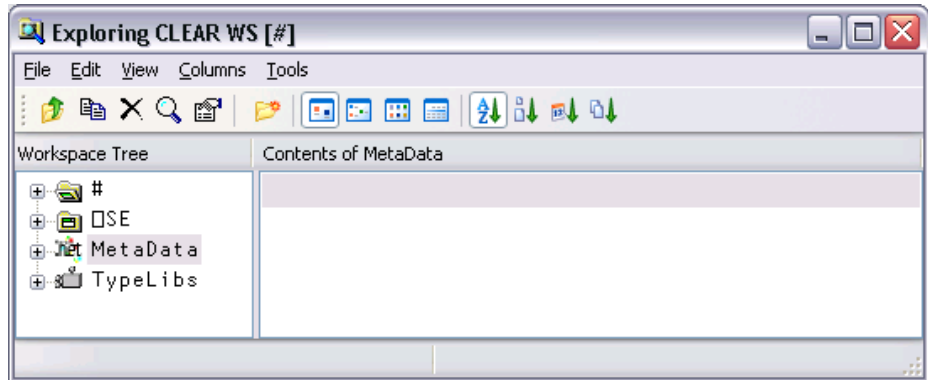 Exploring CLEAR WS [#]
File Edit View Columns Tools
Workspace Tree
Contents of MetaData
#
⎕SE
MetaData
TypeLibs